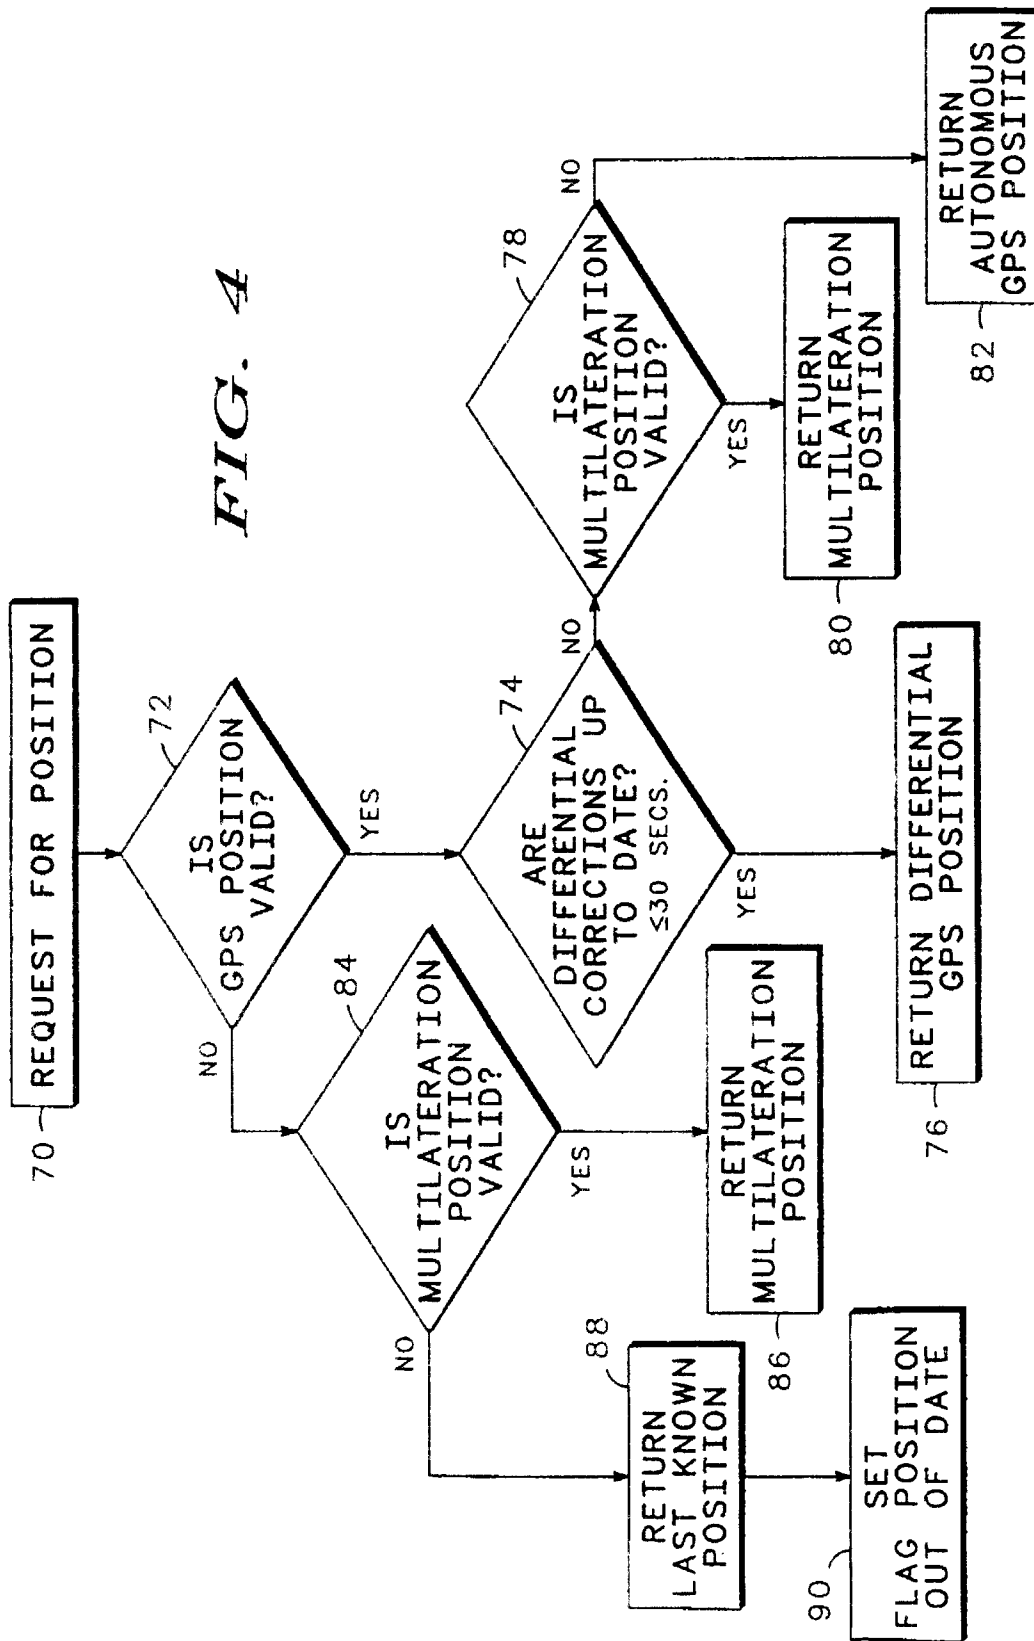 FIG. 4
70
REQUEST FOR POSITION
72
IS
GPS POSITION
VALID?
NO
YES
84
IS
MULTILATERATION
POSITION
VALID?
NO
YES
74
ARE
DIFFERENTIAL
CORRECTIONS UP
TO DATE?
≤30 SECS.
NO
YES
78
IS
MULTILATERATION
POSITION
VALID?
NO
YES
88
RETURN
LAST KNOWN
POSITION
86
RETURN
MULTILATERATION
POSITION
80
RETURN
MULTILATERATION
POSITION
90
SET
FLAG POSITION
OUT OF DATE
76
RETURN DIFFERENTIAL
GPS POSITION
82
RETURN
AUTONOMOUS
GPS POSITION